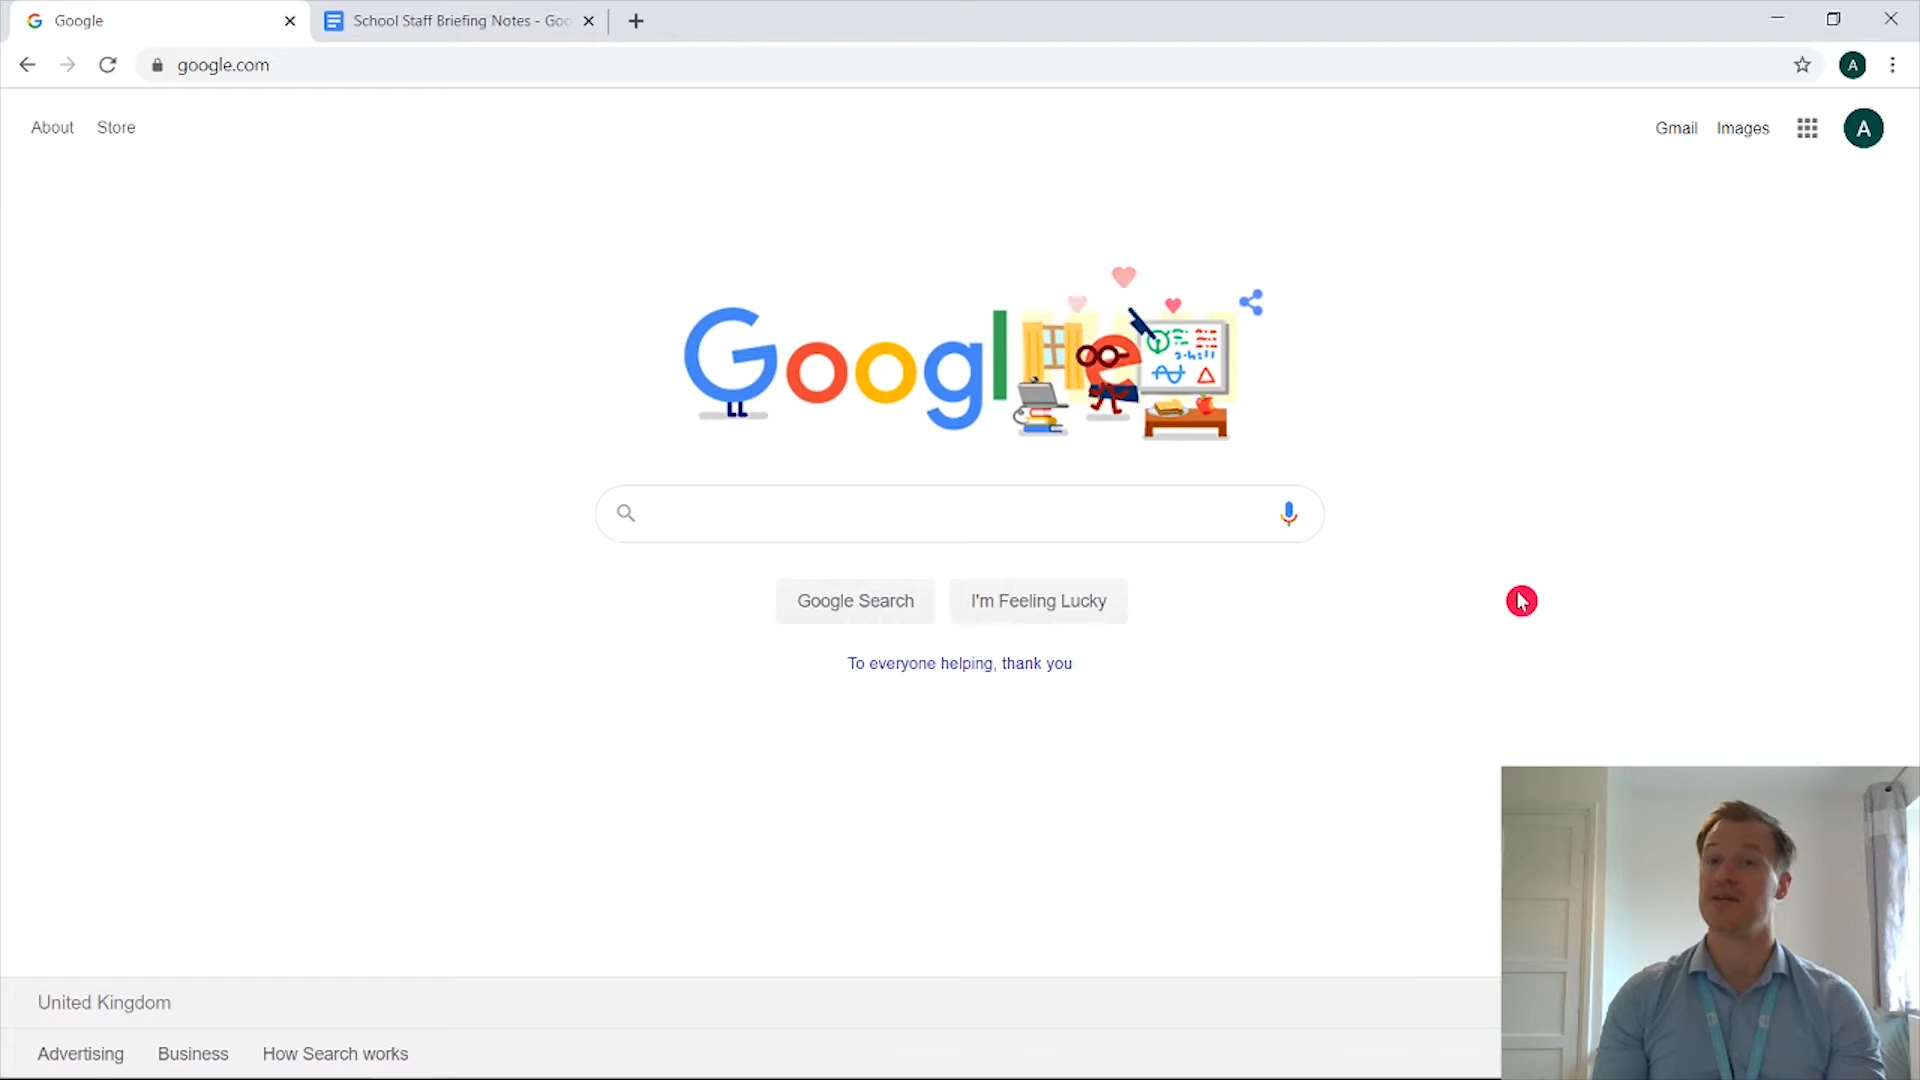 Google
School Staff Briefing Notes - Goo
google.com
A
About
Store
Gmail
Images
A
Google
Google Search
I'm Feeling Lucky
To everyone helping, thank you
United Kingdom
Advertising
Business
How Search works